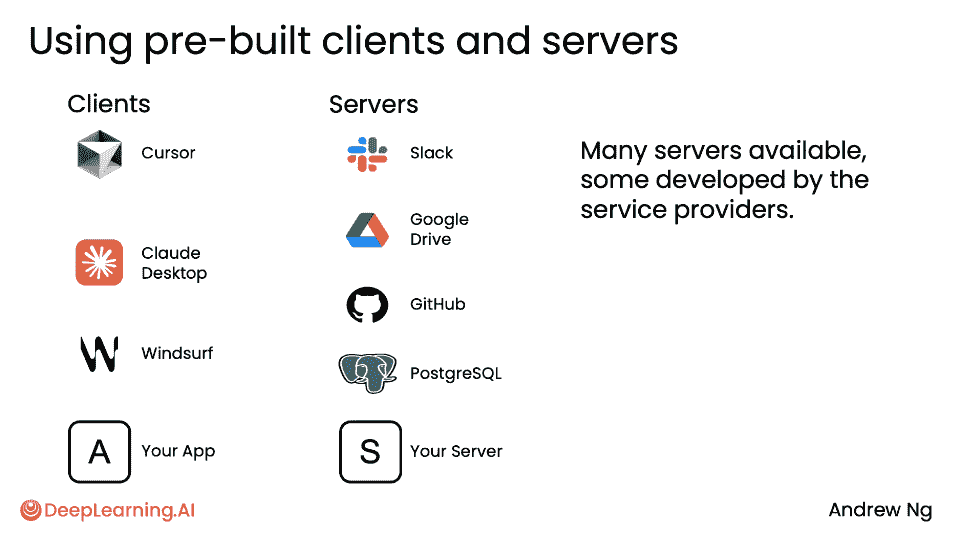 Using pre-built clients and servers
Clients
Cursor
Claude
Desktop
Windsurf
A
Your App
Servers
Slack
Google
Drive
GitHub
PostgreSQL
S
Your Server
Many servers available,
some developed by the
service providers.
DeepLearning.AI
Andrew Ng